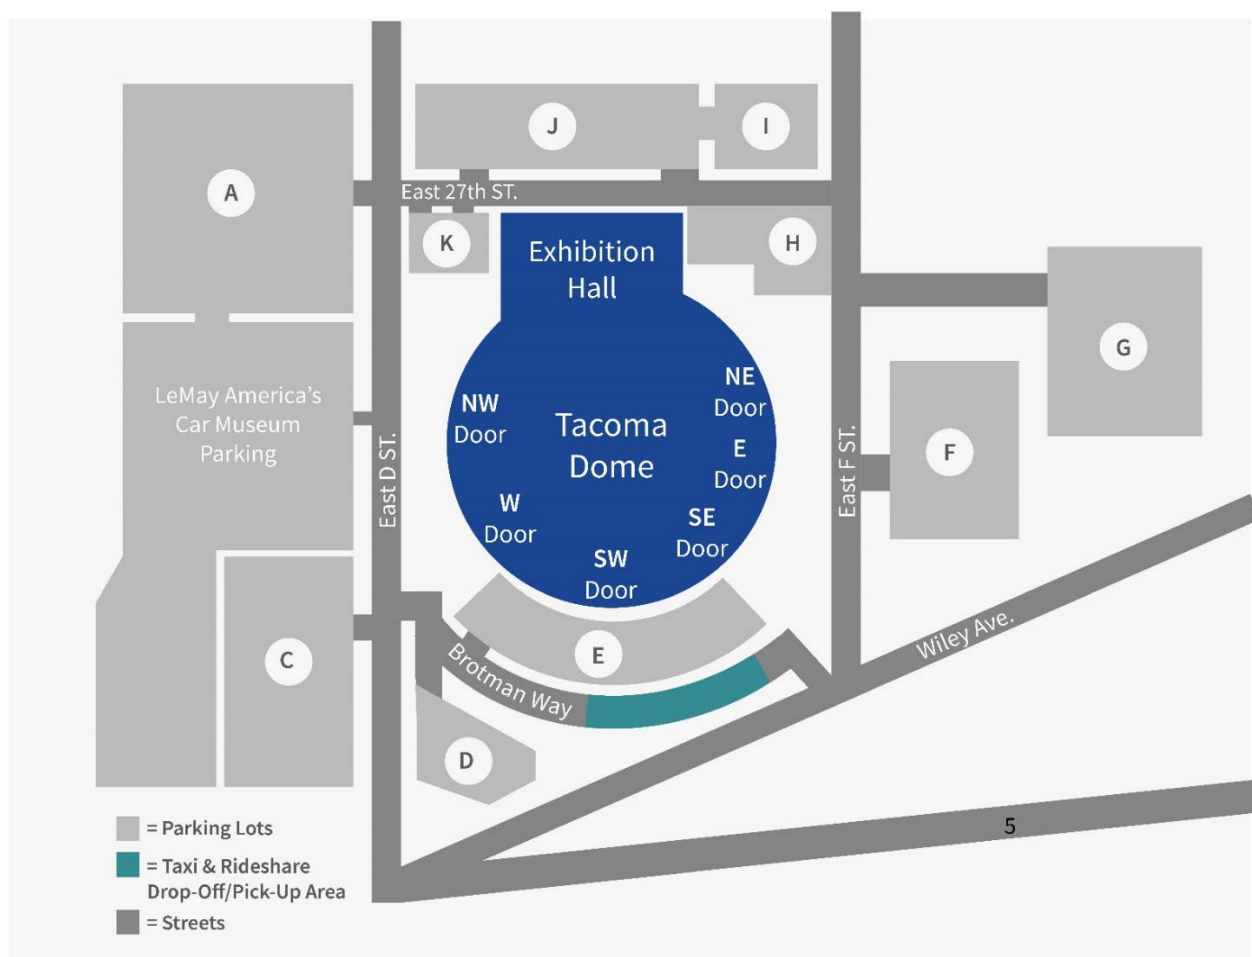 J
I
A
East 27th ST.
K
Exhibition
Hall
H
G
LeMay America's
Car Museum
Parking
NW
Door
NE
Door
Tacoma
Dome
E
Door
F
East D ST.
East F ST.
W
Door
SE
Door
SW
Door
Wiley Ave.
C
E
Brotman Way
D
5
= Parking Lots
= Taxi & Rideshare
Drop-Off/Pick-Up Area
= Streets